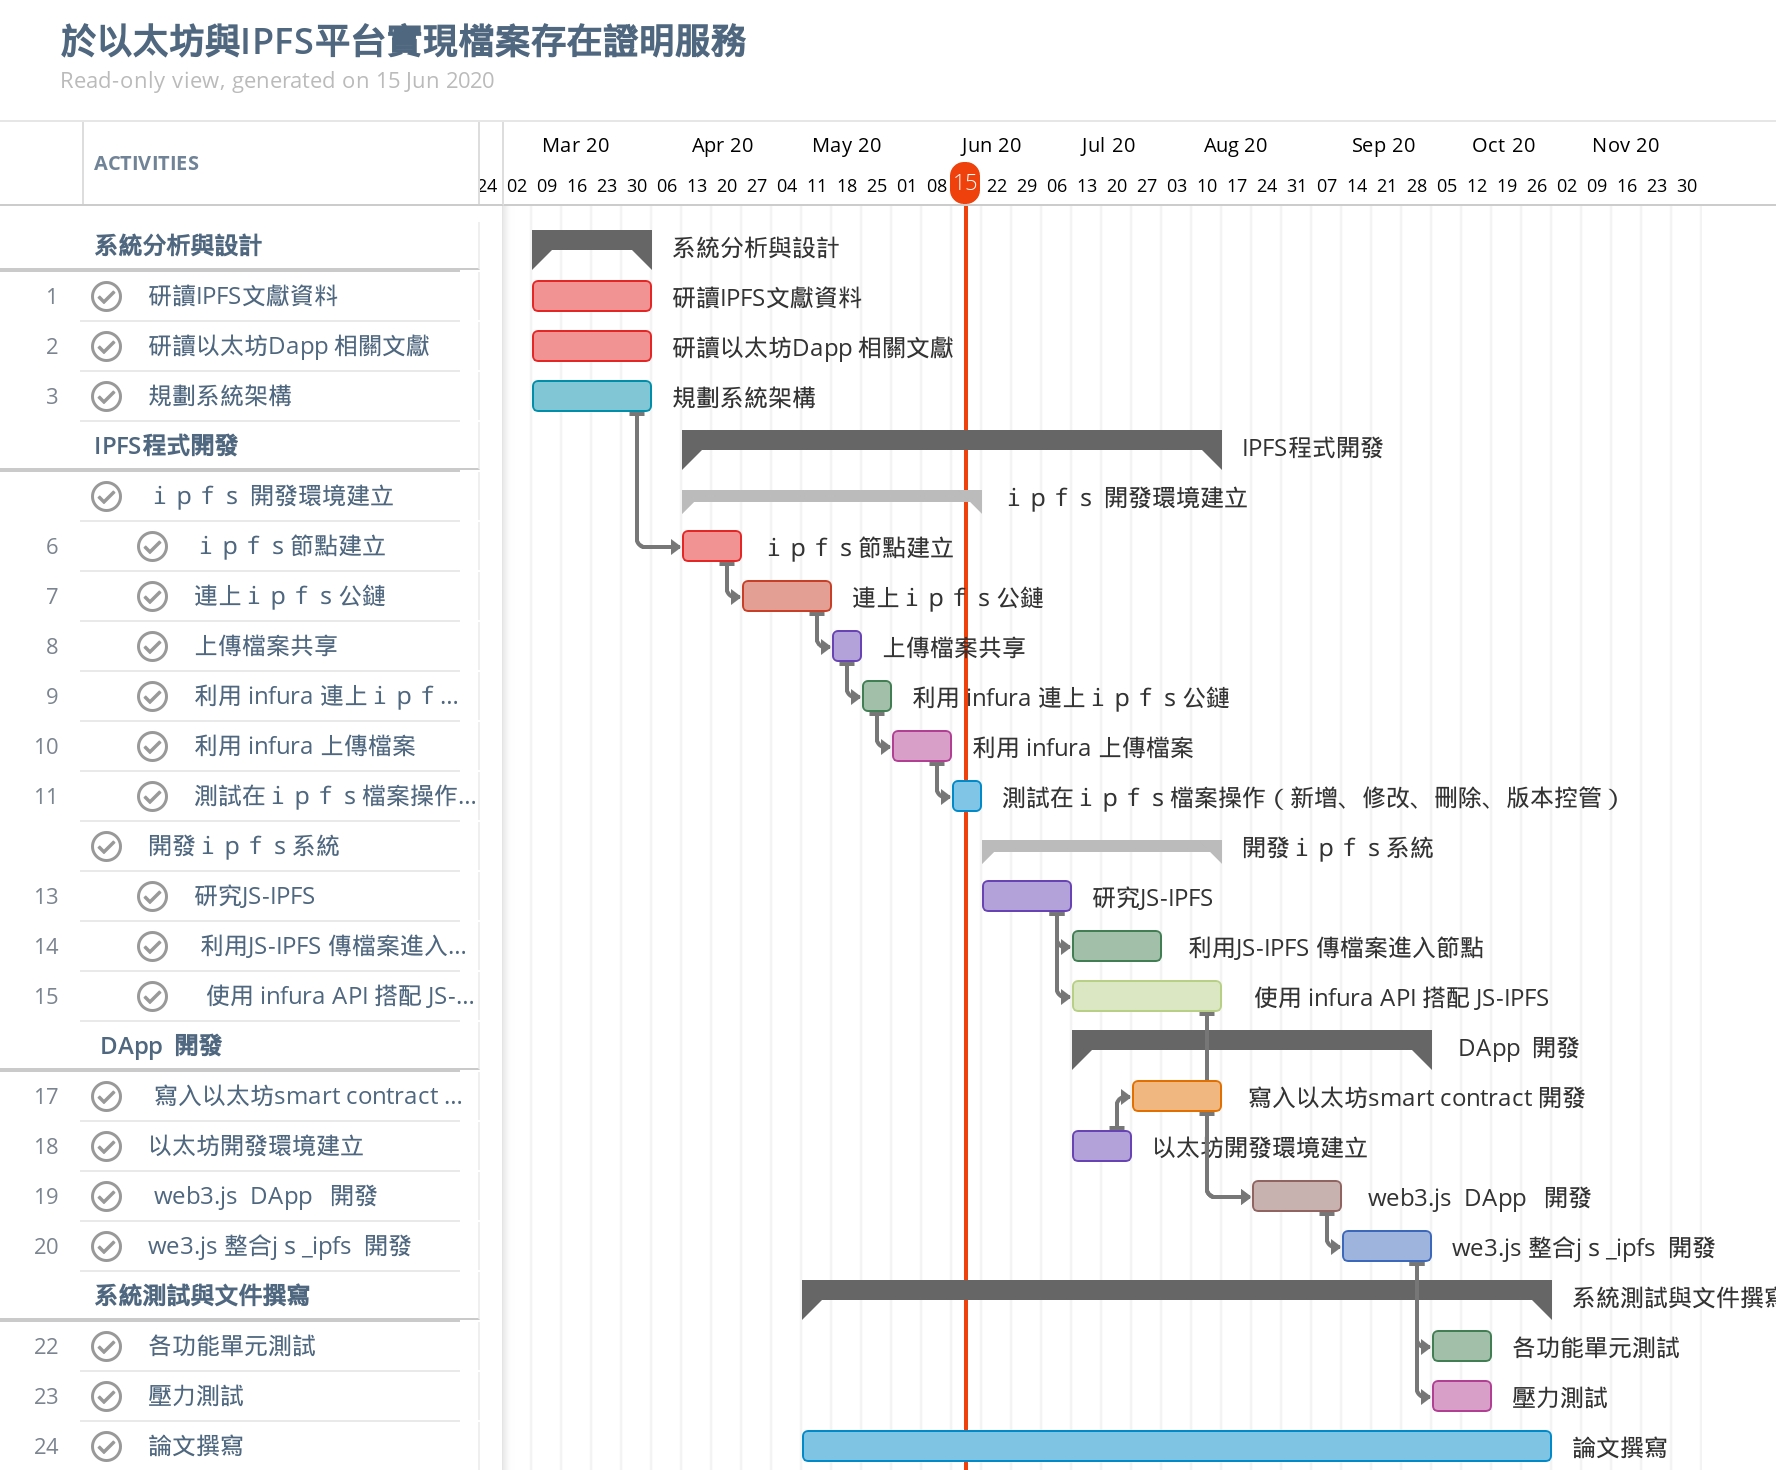 於以太坊與IPFS平台實現檔案存在證明服務
Read-only view, generated on 15 Jun 2020
ACTIVITIES
Mar 20 Apr 20 May 20 Jun 20 Jul 20 Aug 20 Sep 20 Oct 20 Nov 20
24 02 09 16 23 30 06 13 20 27 04 11 18 25 01 08 15 22 29 06 13 20 27 03 10 17 24 31 07 14 21 28 05 12 19 26 02 09 16 23 30
系統分析與設計 系統分析與設計
1 研讀IPFS文獻資料 研讀IPFS文獻資料
2 研讀以太坊Dapp 相關文獻 研讀以太坊Dapp 相關文獻
3 規劃系統架構 規劃系統架構
IPFS程式開發 IPFS程式開發
ｉｐｆｓ 開發環境建立 ｉｐｆｓ 開發環境建立
6 ｉｐｆｓ節點建立 ｉｐｆｓ節點建立
7 連上ｉｐｆｓ公鏈 連上ｉｐｆｓ公鏈
8 上傳檔案共享 上傳檔案共享
9 利用 infura 連上ｉｐｆ... 利用 infura 連上ｉｐｆｓ公鏈
10 利用 infura 上傳檔案 利用 infura 上傳檔案
11 測試在ｉｐｆｓ檔案操作... 測試在ｉｐｆｓ檔案操作（新增、修改、刪除、版本控管）
開發ｉｐｆｓ系統 開發ｉｐｆｓ系統
13 研究JS-IPFS 研究JS-IPFS
14 利用JS-IPFS 傳檔案進入... 利用JS-IPFS 傳檔案進入節點
15 使用 infura API 搭配 JS-... 使用 infura API 搭配 JS-IPFS
DApp 開發 DApp 開發
17 寫入以太坊smart contract ... 寫入以太坊smart contract 開發
18 以太坊開發環境建立 以太坊開發環境建立
19 web3.js DApp 開發 web3.js DApp 開發
20 we3.js 整合jｓ_ipfs 開發 we3.js 整合jｓ_ipfs 開發
系統測試與文件撰寫 系統測試與文件撰寫
22 各功能單元測試 各功能單元測試
23 壓力測試 壓力測試
24 論文撰寫 論文撰寫